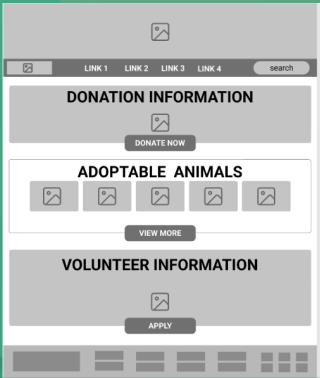 LINK 1 LINK 2 LINK 3 LINK 4 search
DONATION INFORMATION
DONATE NOW
ADOPTABLE ANIMALS
VIEW MORE
VOLUNTEER INFORMATION
APPLY